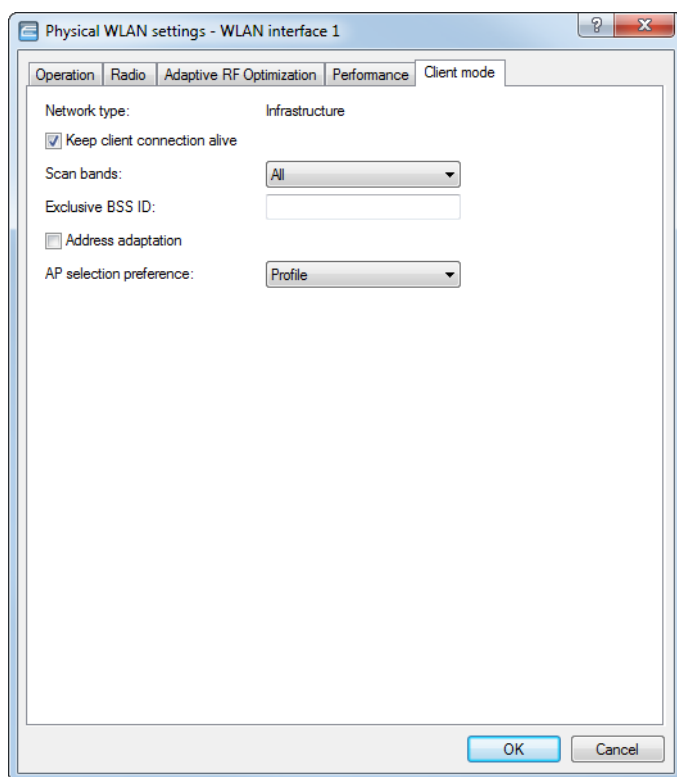 Physical WLAN settings - WLAN interface 1
Operation Radio Adaptive RF Optimization Performance Client mode
Network type: Infrastructure
Keep client connection alive
Scan bands: All
Exclusive BSS ID:
Address adaptation
AP selection preference: Profile
OK Cancel